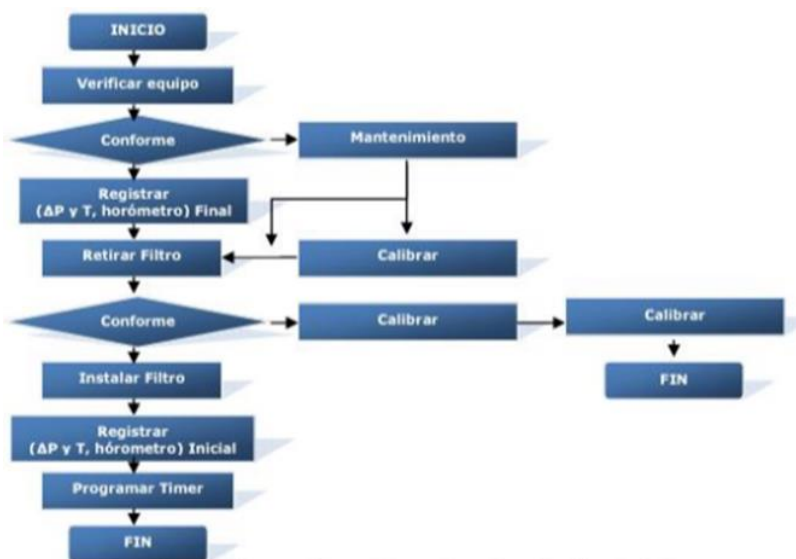 INICIO
Verificar equipo
Conforme
Mantenimiento
Registrar
(ΔP y T, horómetro) Final
Retirar Filtro
Calibrar
Conforme
Calibrar
Calibrar
Instalar Filtro
FIN
Registrar
(ΔP y T, hórometro) Inicial
Programar Timer
FIN